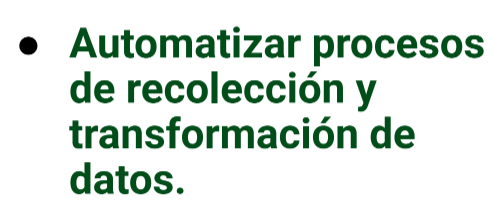 ● Automatizar procesos
de recolección y
transformación de
datos.